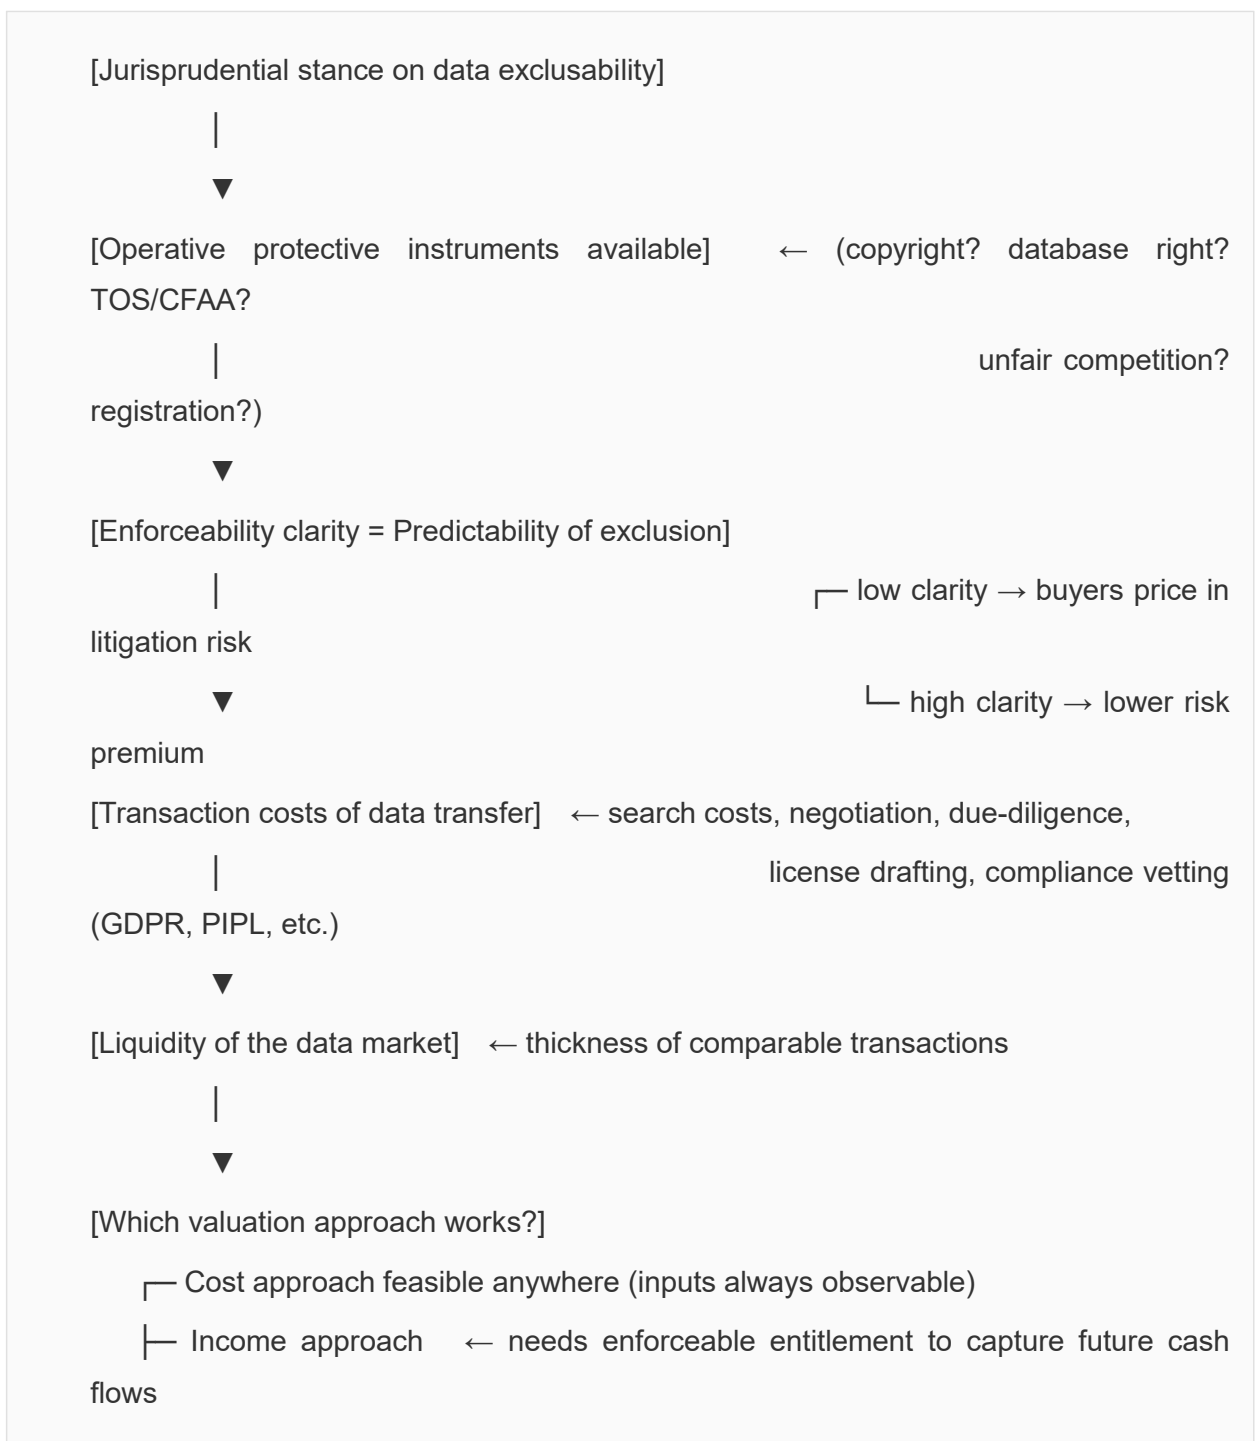 [Jurisprudential stance on data exclusability]
│
▼
[Operative protective instruments available] ← (copyright? database right?
TOS/CFAA?
│ unfair competition?
registration?)
▼
[Enforceability clarity = Predictability of exclusion]
│ ┌─ low clarity → buyers price in
litigation risk
▼ └─ high clarity → lower risk
premium
[Transaction costs of data transfer] ← search costs, negotiation, due-diligence,
│ license drafting, compliance vetting
(GDPR, PIPL, etc.)
▼
[Liquidity of the data market] ← thickness of comparable transactions
│
▼
[Which valuation approach works?]
┌─ Cost approach feasible anywhere (inputs always observable)
├─ Income approach ← needs enforceable entitlement to capture future cash
flows